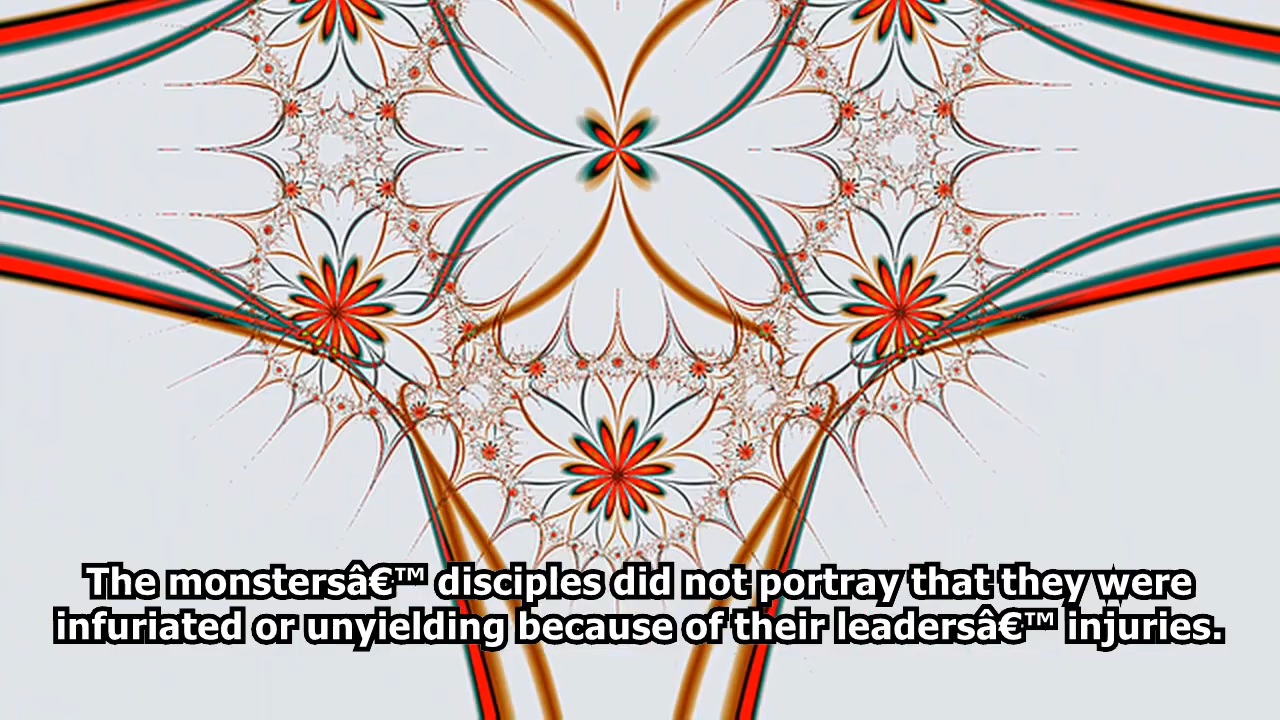 The monstersâ€™ disciples did not portray that they were
infuriated or unyielding because of their leadersâ€™ injuries.